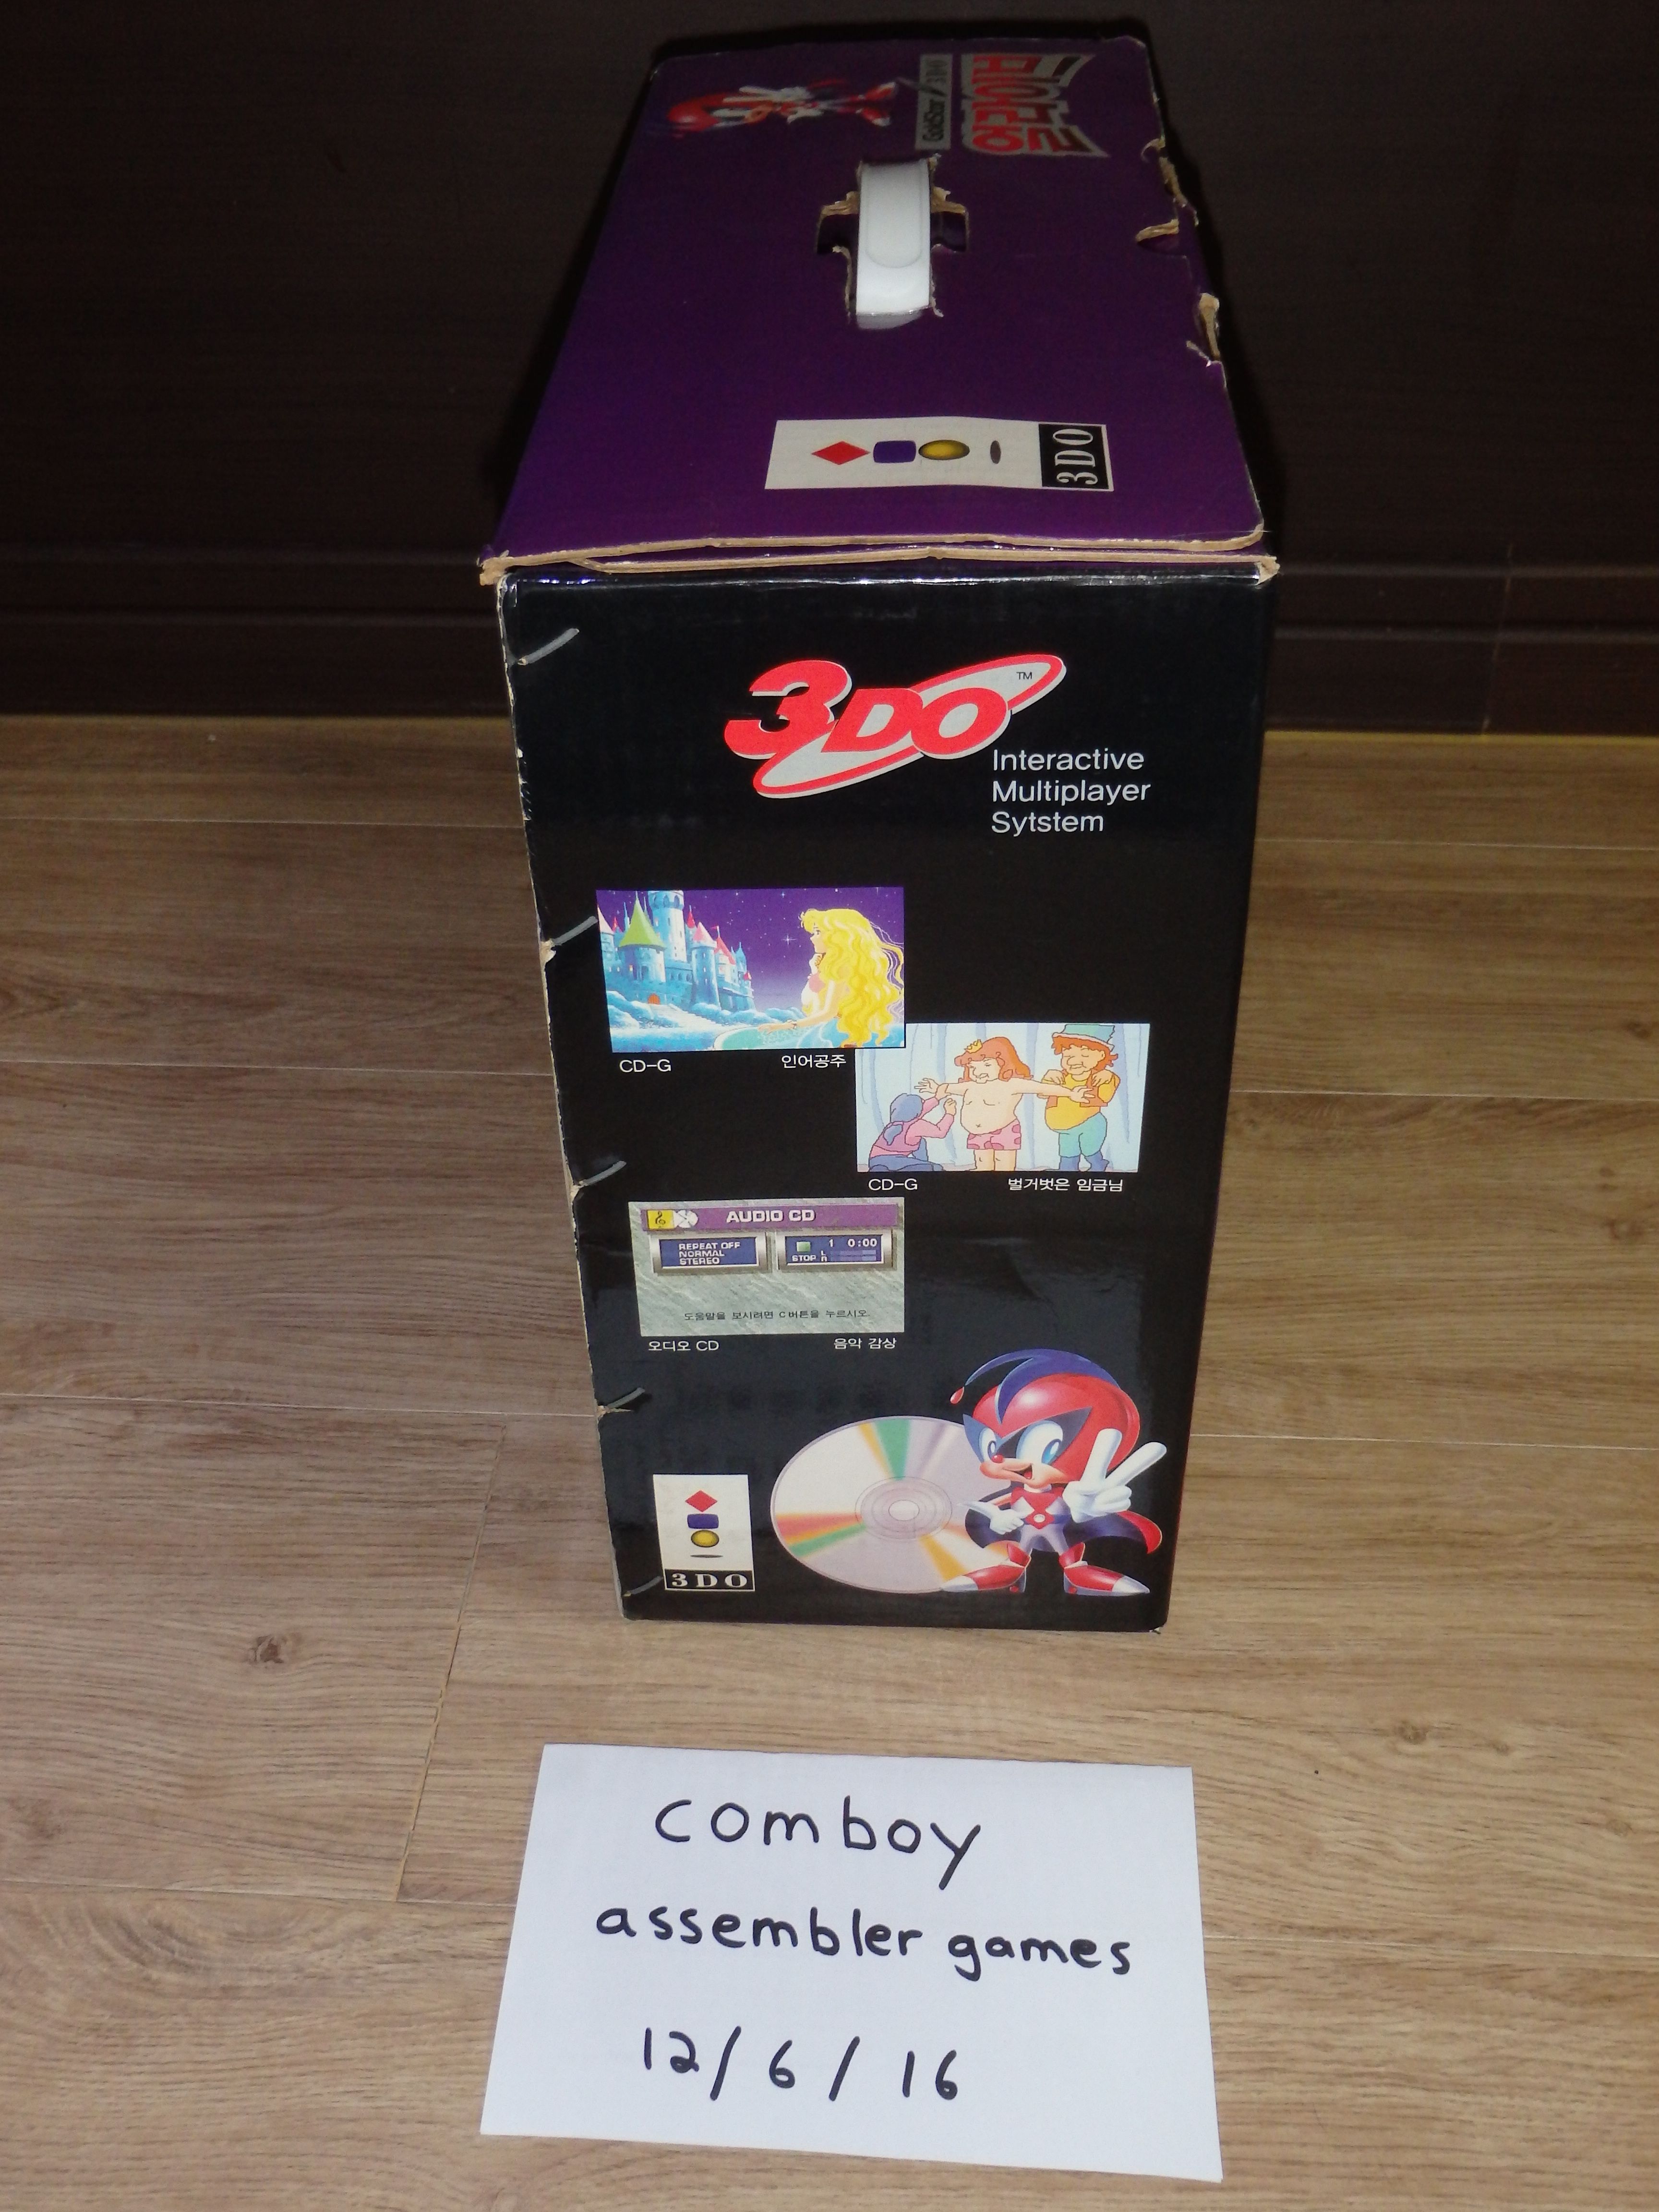 GoldStar 3DO
3DO
3DO™
Interactive
Multiplayer
Sytstem
CD-G 인어공주
CD-G 벌거벗은 임금님
AUDIO CD
REPEAT OFF
NORMAL
STEREO
1 0:00
STOP L
R
도움말을 보시려면 C버튼을 누르시오.
오디오 CD 음악 감상
3DO
comboy
assembler games
12/6/16